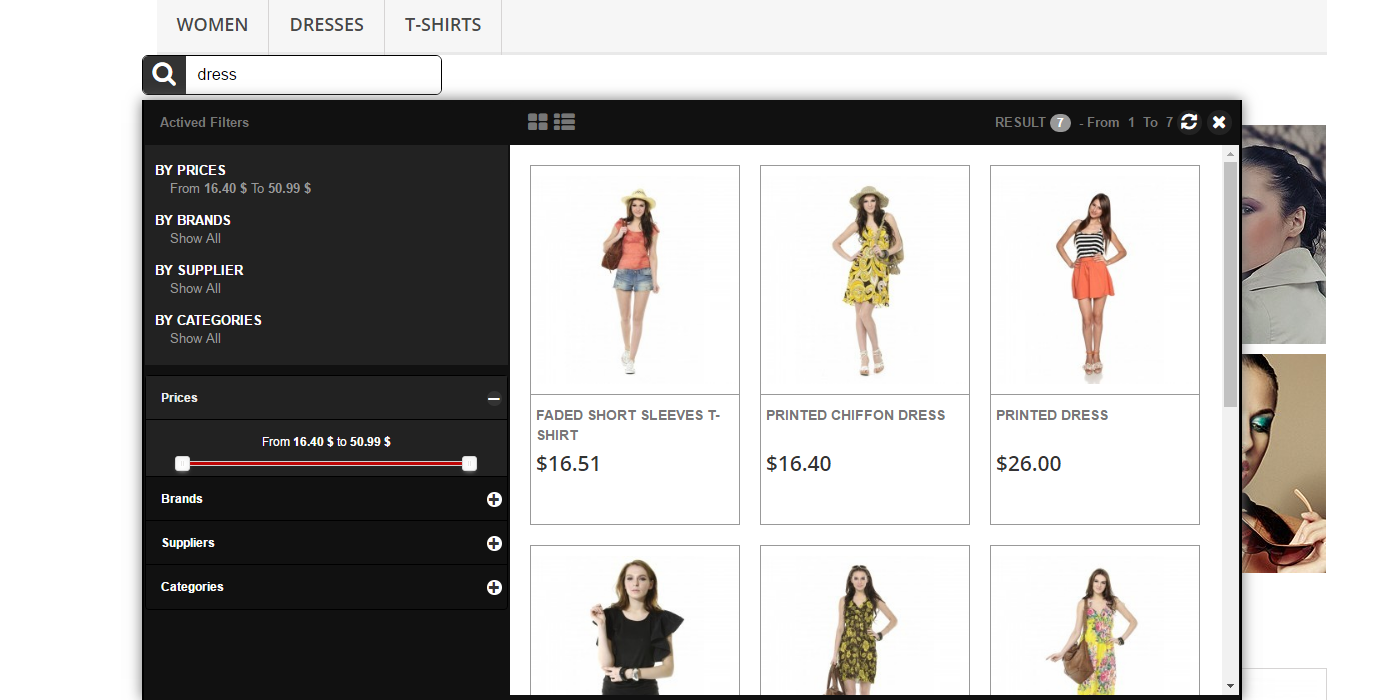 WOMEN DRESSES T-SHIRTS
dress
Actived Filters RESULT 7 - From 1 To 7
BY PRICES
From 16.40 $ To 50.99 $
BY BRANDS
Show All
BY SUPPLIER
Show All
BY CATEGORIES
Show All
Prices
From 16.40 $ to 50.99 $
Brands
Suppliers
Categories
FADED SHORT SLEEVES T-
SHIRT
$16.51
PRINTED CHIFFON DRESS
$16.40
PRINTED DRESS
$26.00